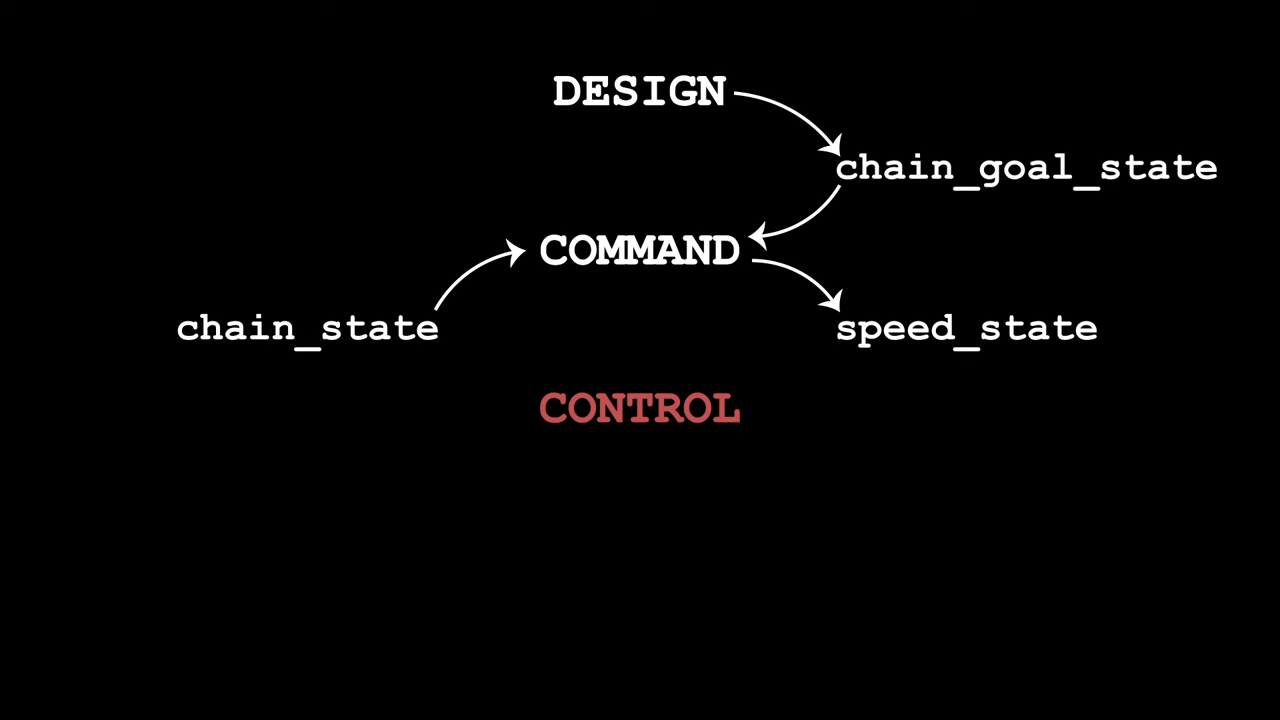 DESIGN
chain_goal_state
COMMAND
chain_state
speed_state
CONTROL